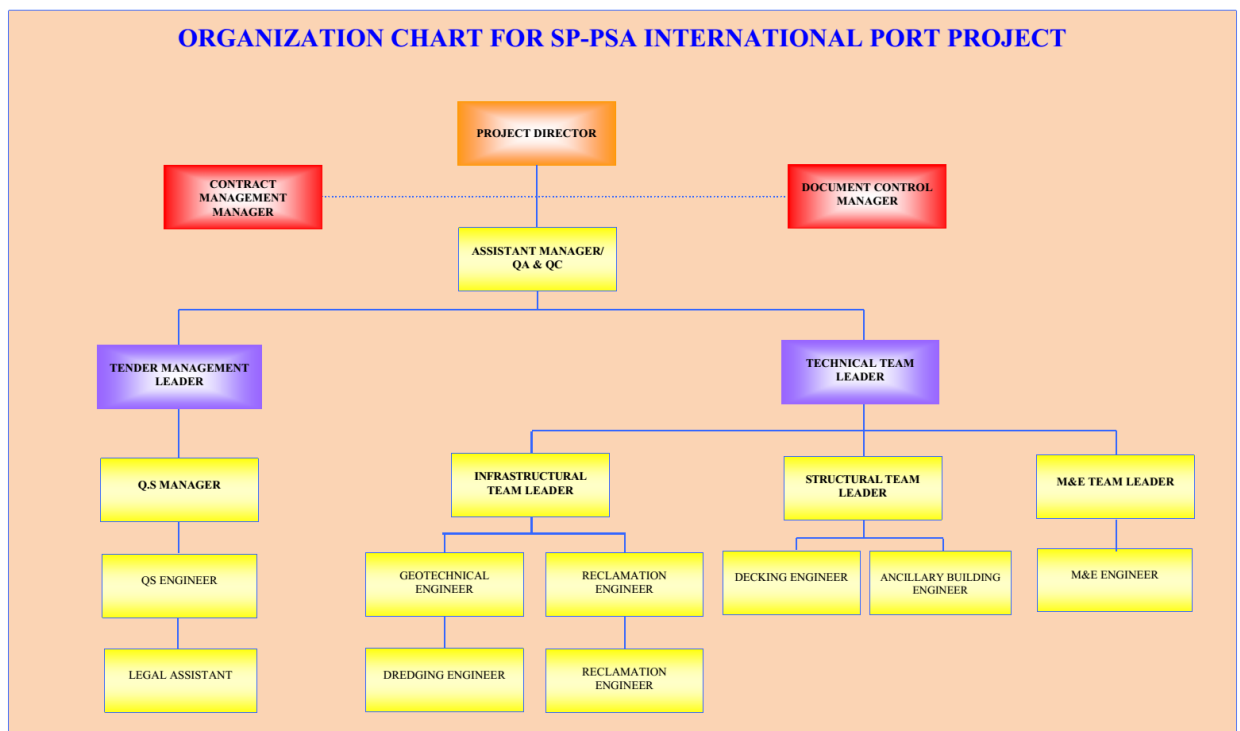 ORGANIZATION CHART FOR SP-PSA INTERNATIONAL PORT PROJECT
PROJECT DIRECTOR
CONTRACT
MANAGEMENT
MANAGER
DOCUMENT CONTROL
MANAGER
ASSISTANT MANAGER/
QA & QC
TENDER MANAGEMENT
LEADER
TECHNICAL TEAM
LEADER
Q.S MANAGER
INFRASTRUCTURAL
TEAM LEADER
STRUCTURAL TEAM
LEADER
M&E TEAM LEADER
QS ENGINEER
GEOTECHNICAL
ENGINEER
RECLAMATION
ENGINEER
DECKING ENGINEER
ANCILLARY BUILDING
ENGINEER
M&E ENGINEER
LEGAL ASSISTANT
DREDGING ENGINEER
RECLAMATION
ENGINEER